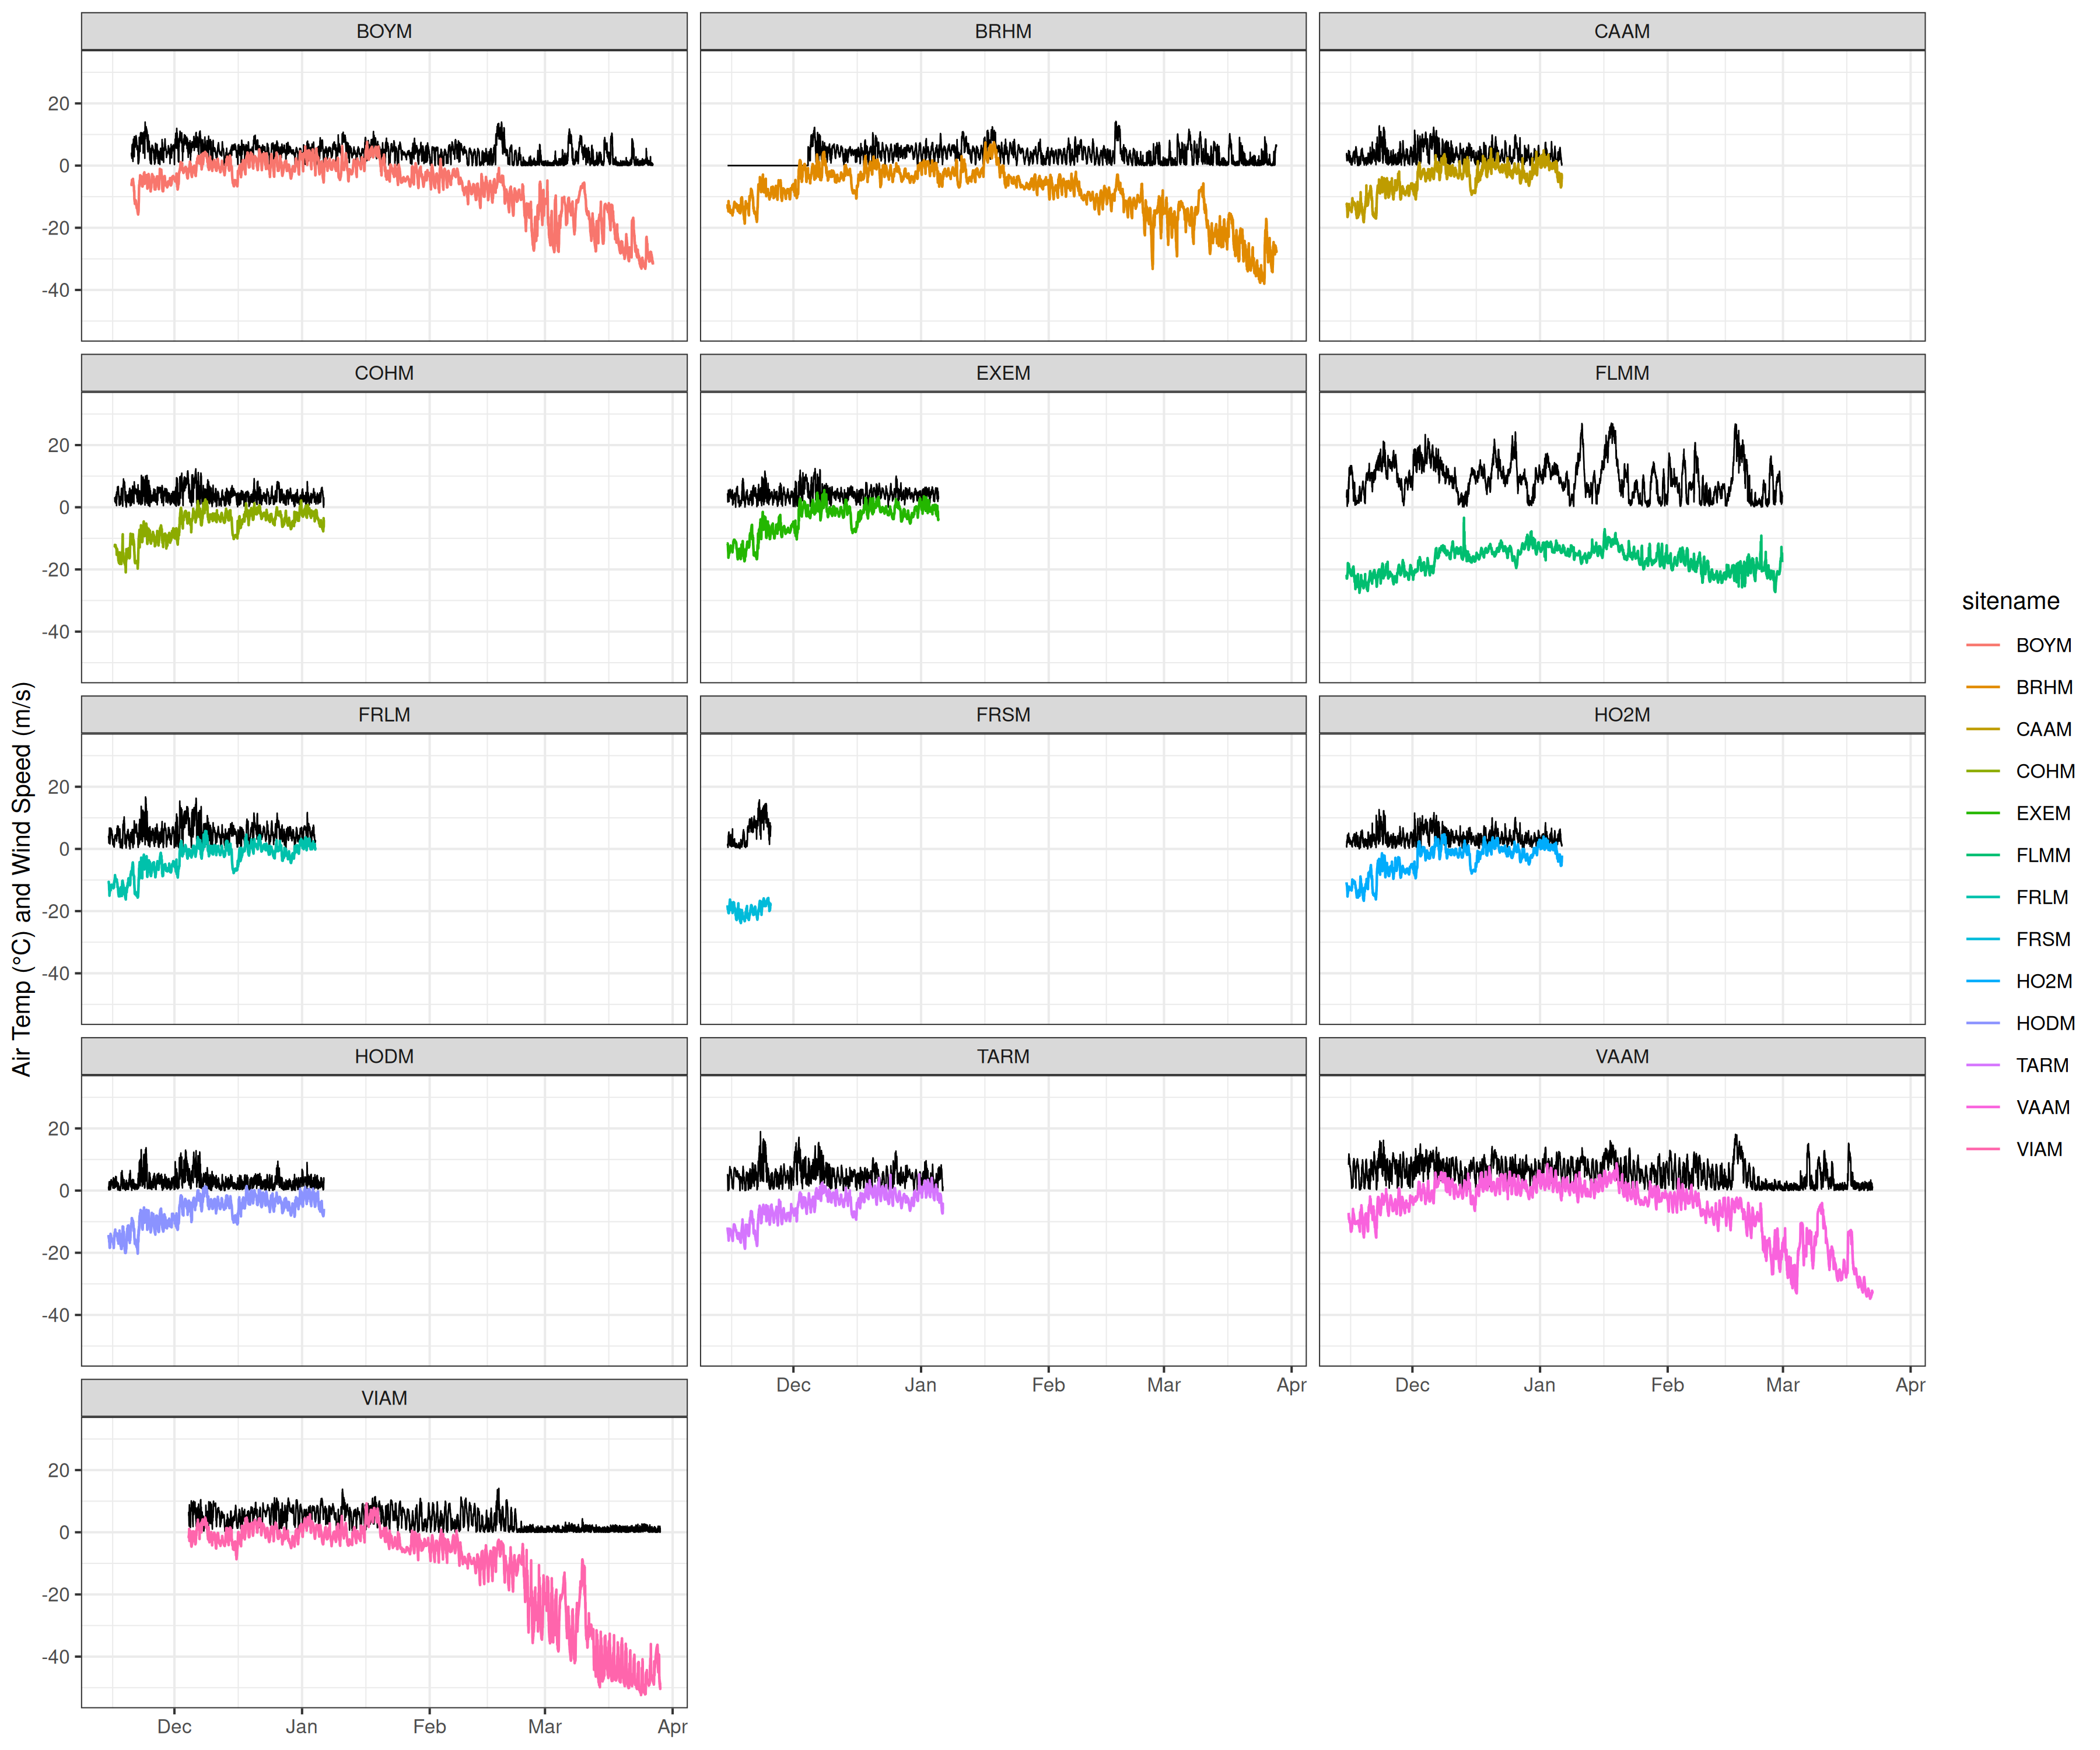 BOYM
BRHM
CAAM
20
0
-20
-40
COHM
EXEM
FLMM
20
0
-20
-40
FRLM
FRSM
HO2M
20
0
-20
-40
HODM
TARM
VAAM
20
0
-20
-40
Dec Jan Feb Mar Apr
Dec Jan Feb Mar Apr
VIAM
20
0
-20
-40
Dec Jan Feb Mar Apr
Air Temp (°C) and Wind Speed (m/s)
sitename
BOYM
BRHM
CAAM
COHM
EXEM
FLMM
FRLM
FRSM
HO2M
HODM
TARM
VAAM
VIAM